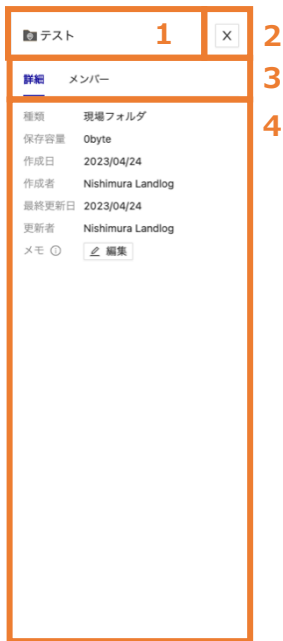 テスト 1 X 2
詳細 メンバー 3
種類 現場フォルダ 4
保存容量 0byte
作成日 2023/04/24
作成者 Nishimura Landlog
最終更新日 2023/04/24
更新者 Nishimura Landlog
メモ 編集